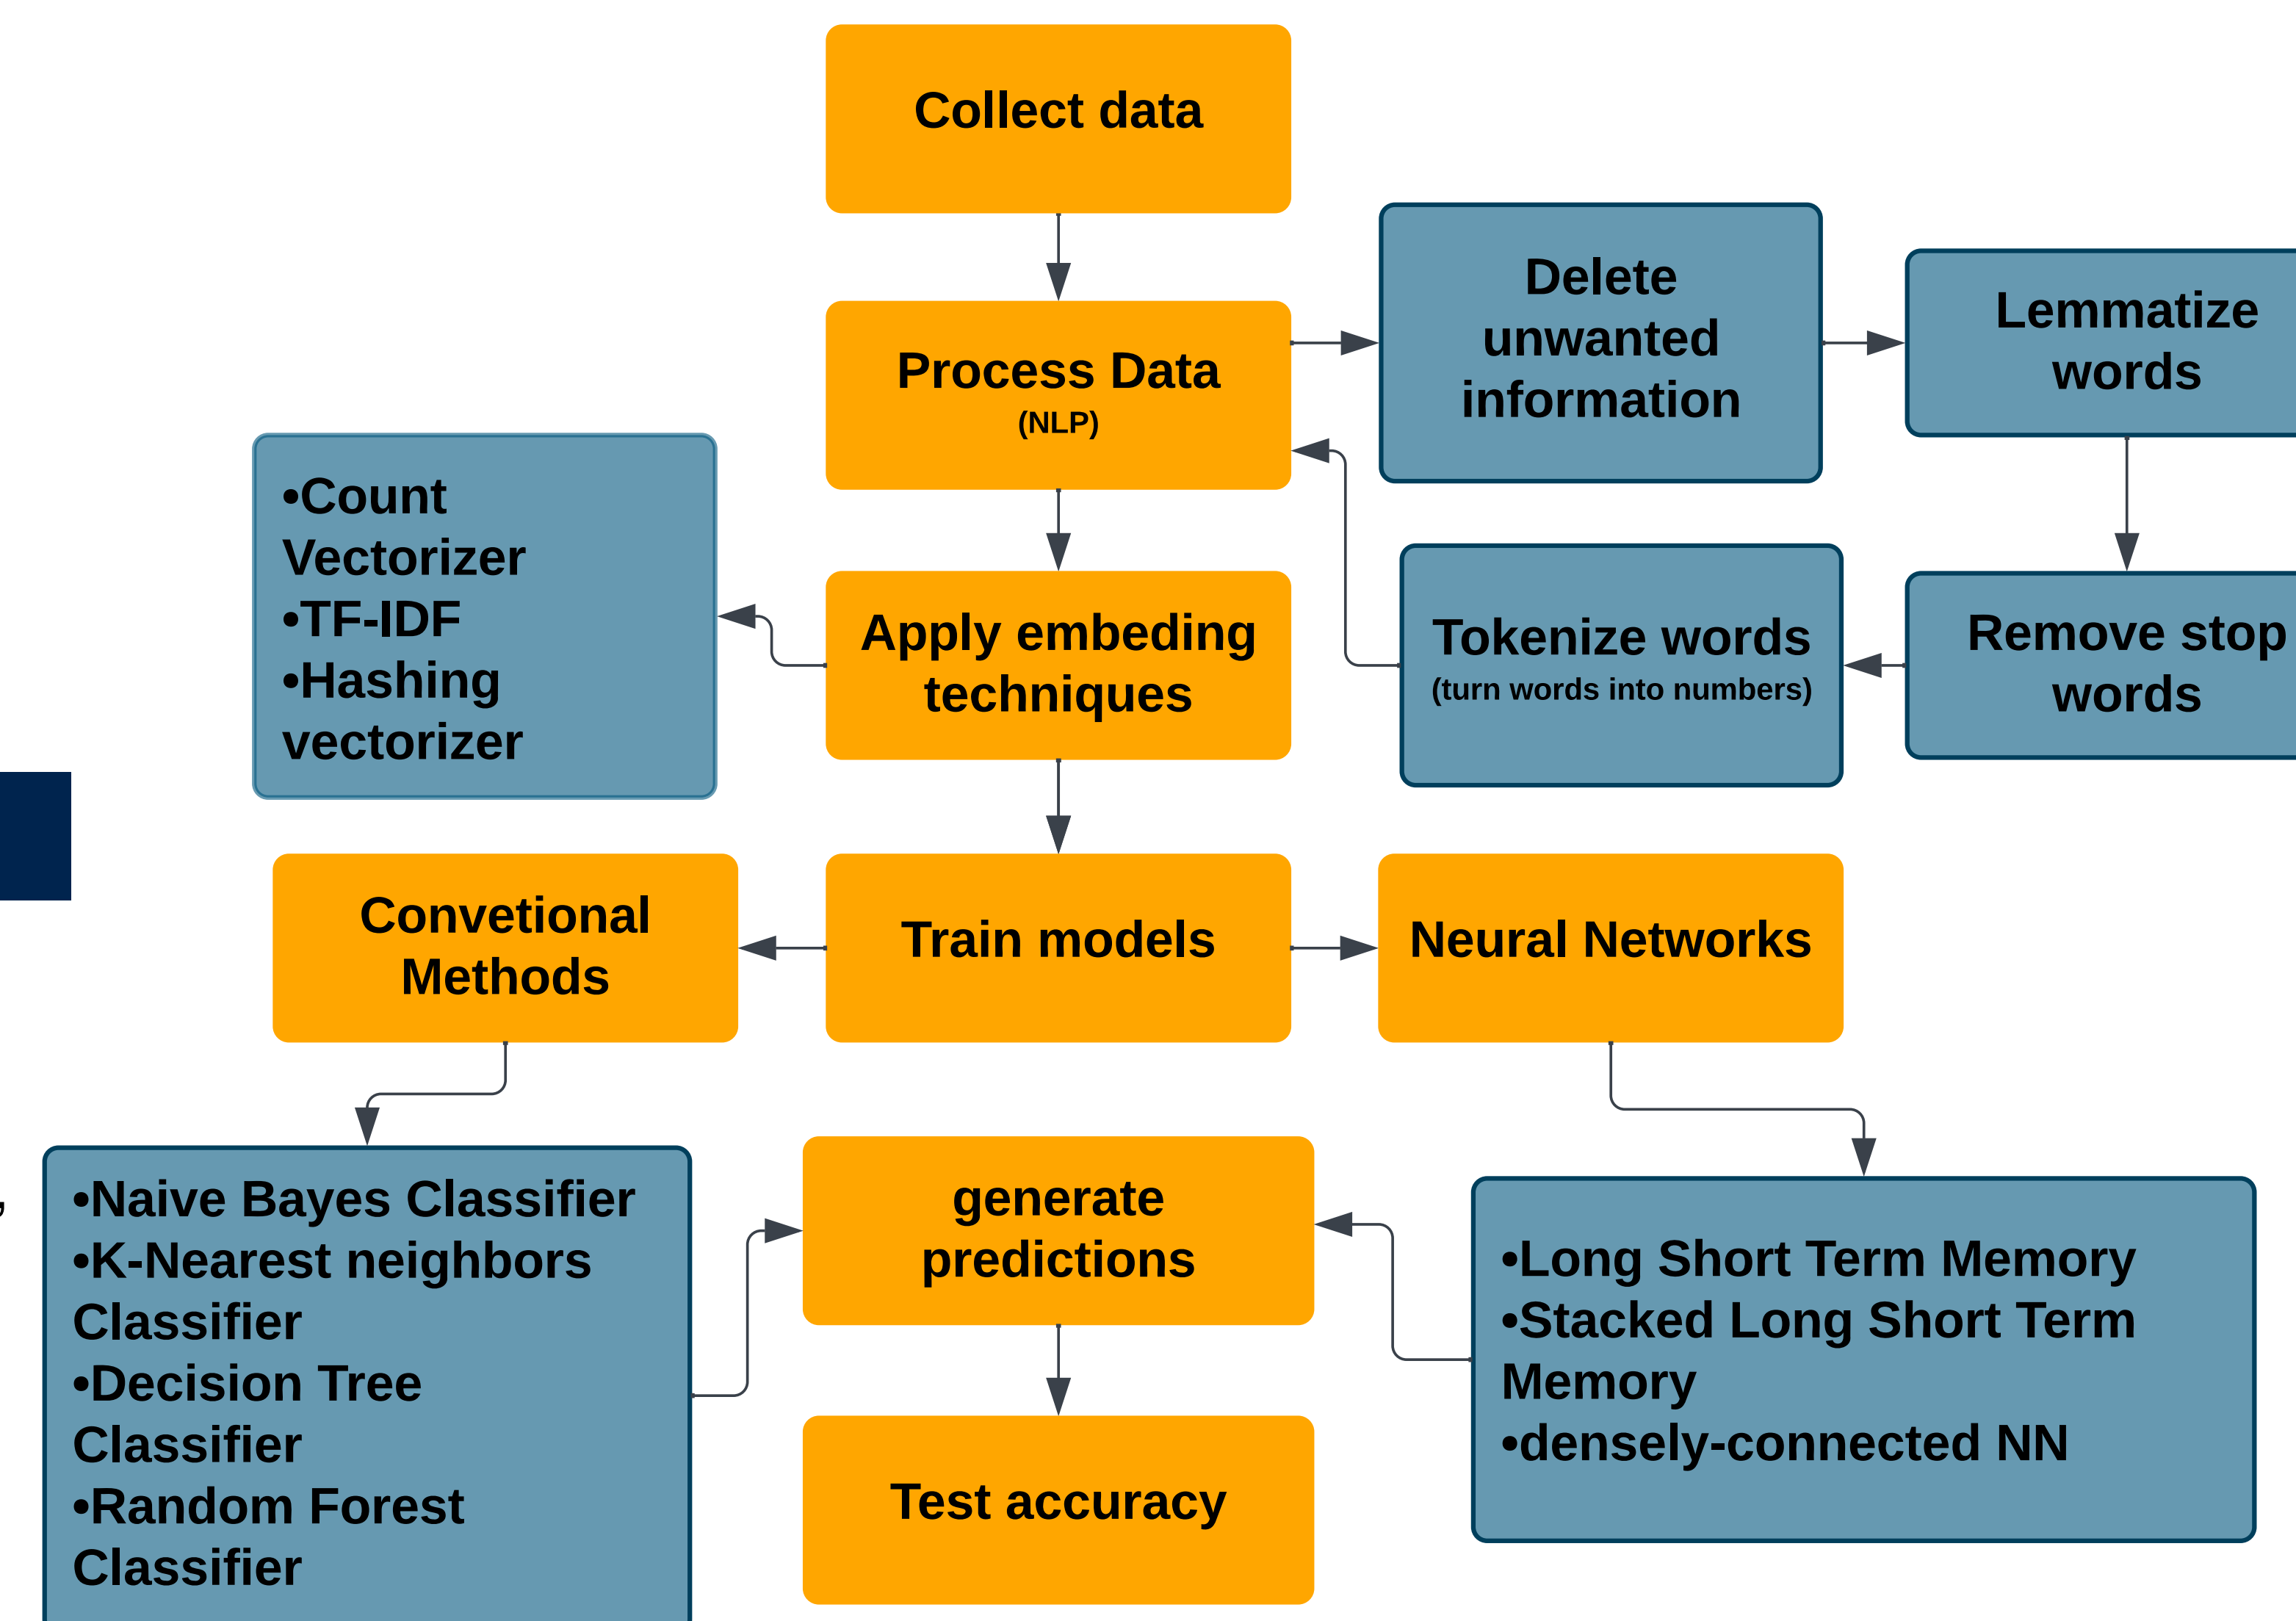 Collect data
Delete
unwanted
information
Lemmatize
words
Process Data
(NLP)
•Count
Vectorizer
•TF-IDF
•Hashing
vectorizer
Apply embeding
techniques
Tokenize words
(turn words into numbers)
Remove stop
words
Convetional
Methods
Train models
Neural Networks
,
•Naive Bayes Classifier
•K-Nearest neighbors
Classifier
•Decision Tree
Classifier
•Random Forest
Classifier
generate
predictions
•Long Short Term Memory
•Stacked Long Short Term
Memory
•densely-connected NN
Test accuracy